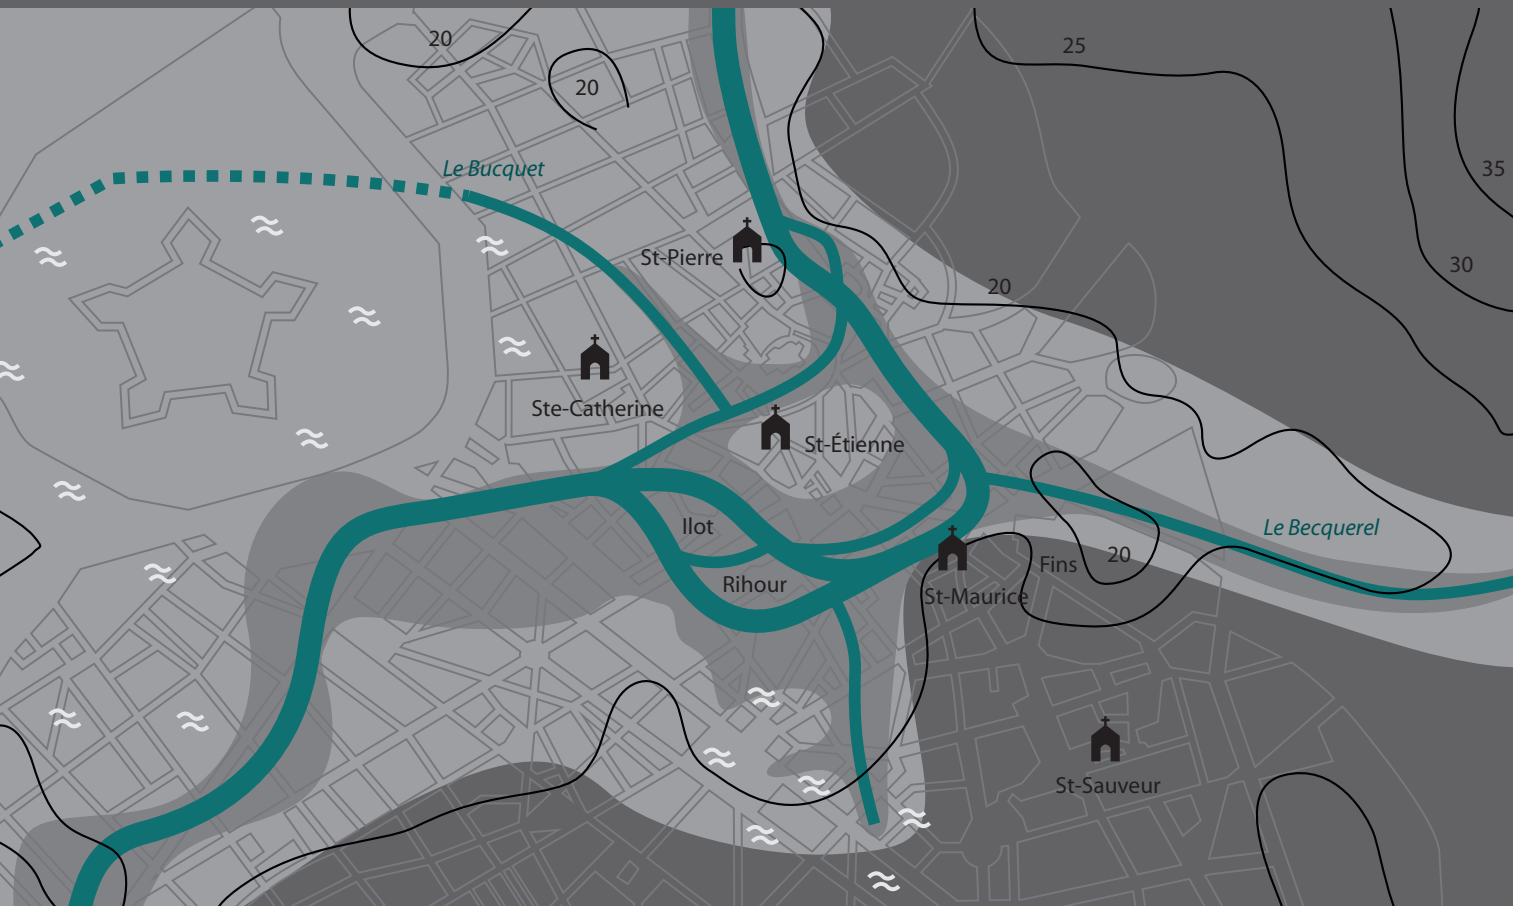 20
25
20
Le Bucquet
35
St-Pierre
30
20
Ste-Catherine
St-Étienne
Ilot
Le Becquerel
20
Fins
Rihour
St-Maurice
St-Sauveur